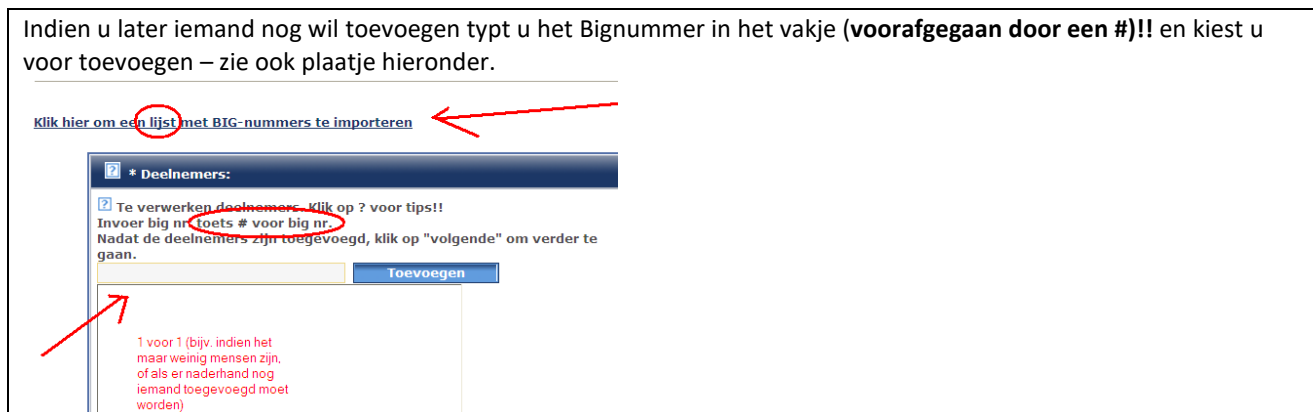 Indien u later iemand nog wil toevoegen typt u het Bignummer in het vakje (voorafgegaan door een #)!! en kiest u
voor toevoegen – zie ook plaatje hieronder.
Klik hier om een lijst met BIG-nummers te importeren
? * Deelnemers:
? Te verwerken deelnemers. Klik op ? voor tips!!
Invoer big nr. toets # voor big nr.
Nadat de deelnemers zijn toegevoegd, klik op "volgende" om verder te
gaan.
Toevoegen
1 voor 1 (bijv. indien het
maar weinig mensen zijn,
of als er naderhand nog
iemand toegevoegd moet
worden)